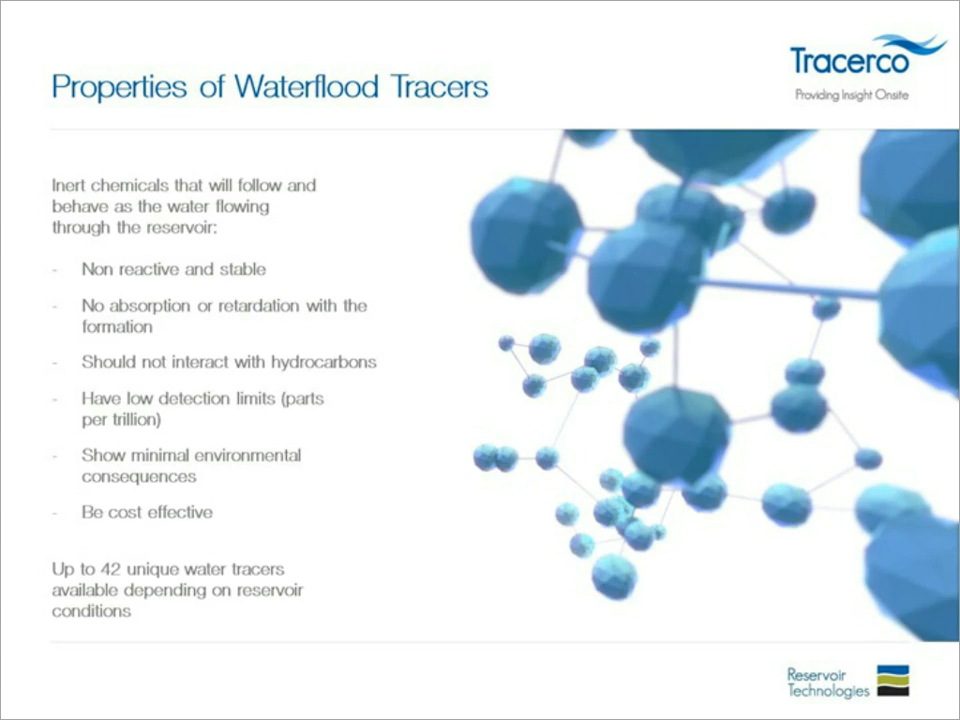 Tracerco
Providing Insight Onsite
Properties of Waterflood Tracers
Inert chemicals that will follow and
behave as the water flowing
through the reservoir:
- Non reactive and stable
- No absorption or retardation with the
formation
- Should not interact with hydrocarbons
- Have low detection limits (parts
per trillion)
- Show minimal environmental
consequences
- Be cost effective
Up to 42 unique water tracers
available depending on reservoir
conditions
Reservoir
Technologies